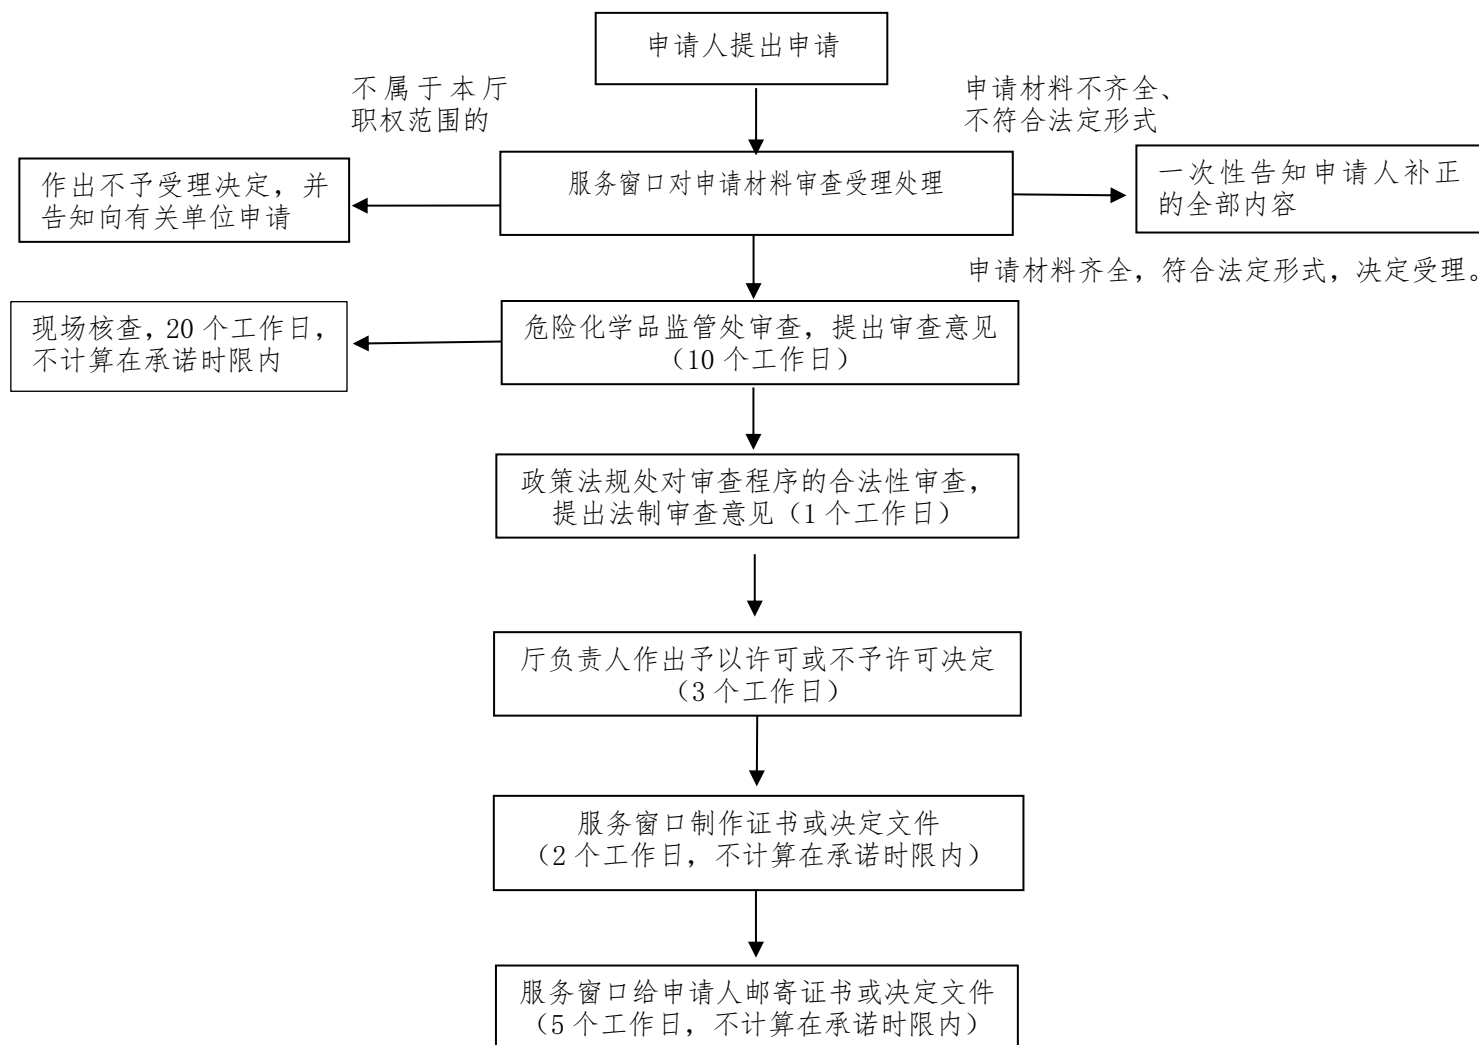 申请人提出申请
不属于本厅
职权范围的
申请材料不齐全、
不符合法定形式
作出不予受理决定，并
告知向有关单位申请
服务窗口对申请材料审查受理处理
一次性告知申请人补正
的全部内容
申请材料齐全，符合法定形式，决定受理。
现场核查，20 个工作日，
不计算在承诺时限内
危险化学品监管处审查，提出审查意见
（10 个工作日）
政策法规处对审查程序的合法性审查，
提出法制审查意见（1 个工作日）
厅负责人作出予以许可或不予许可决定
（3 个工作日）
服务窗口制作证书或决定文件
（2 个工作日，不计算在承诺时限内）
服务窗口给申请人邮寄证书或决定文件
（5 个工作日，不计算在承诺时限内）